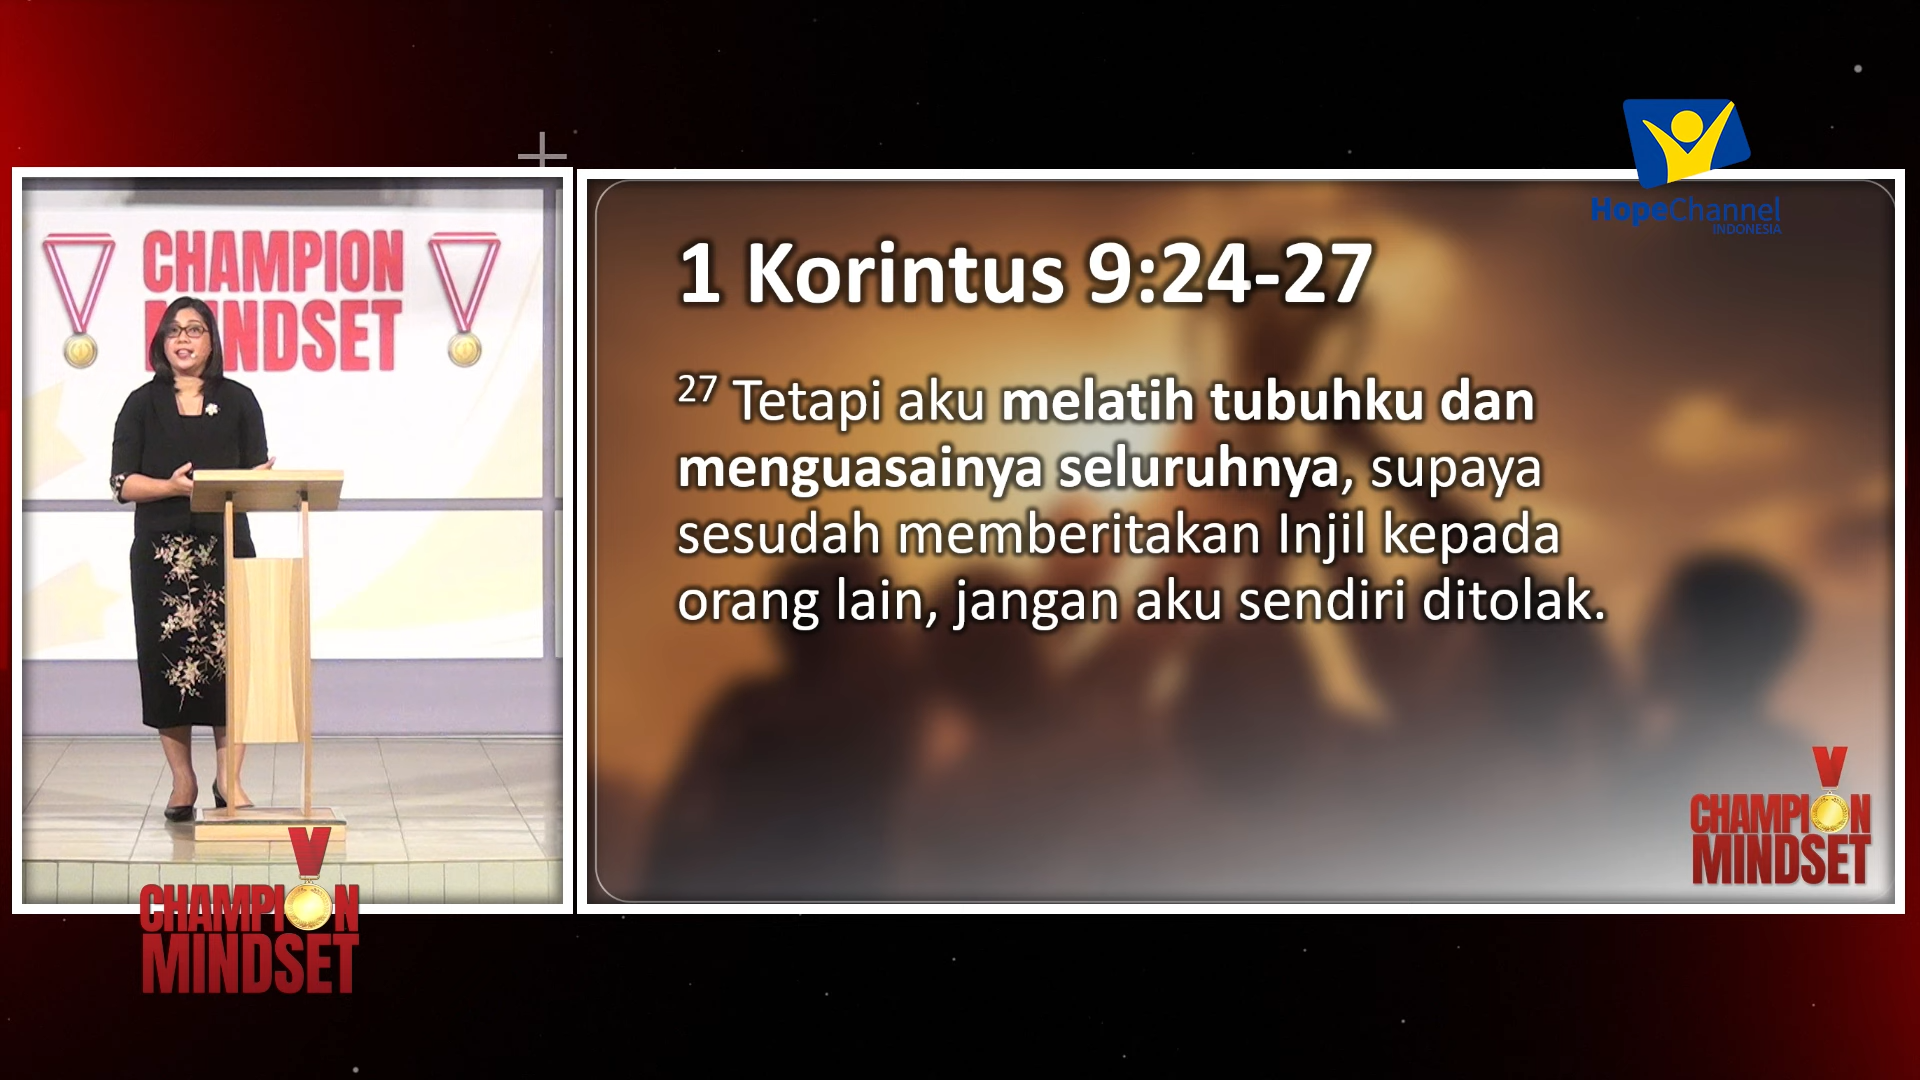 CHAMPION
MINDSET
CHAMPION
MINDSET
HopeChannel
INDONESIA
1 Korintus 9:24-27
27 Tetapi aku melatih tubuhku dan
menguasainya seluruhnya, supaya
sesudah memberitakan Injil kepada
orang lain, jangan aku sendiri ditolak.
CHAMPION
MINDSET